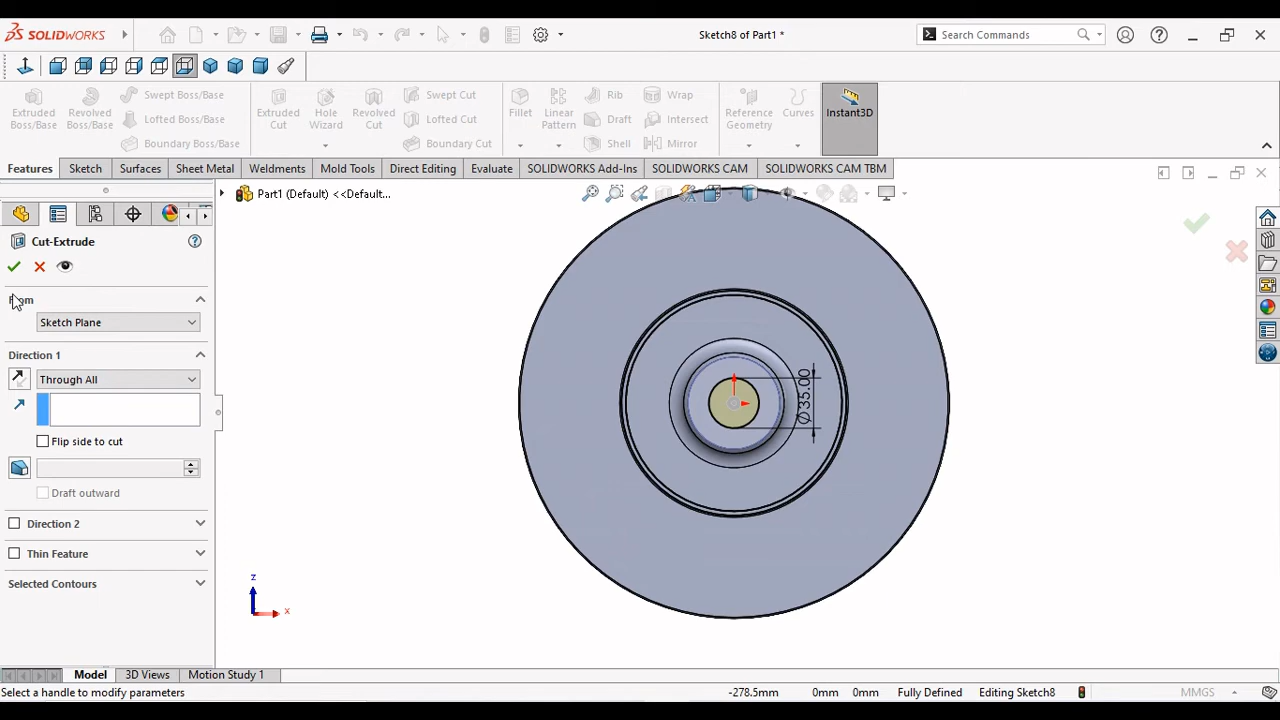 SOLIDWORKS
Sketch8 of Part1 *
Search Commands
Extruded Boss/Base
Revolved Boss/Base
Swept Boss/Base
Lofted Boss/Base
Boundary Boss/Base
Extruded Cut
Hole Wizard
Revolved Cut
Swept Cut
Lofted Cut
Boundary Cut
Fillet
Linear Pattern
Rib
Draft
Shell
Wrap
Intersect
Mirror
Reference Geometry
Curves
Instant3D
Features
Sketch
Surfaces
Sheet Metal
Weldments
Mold Tools
Direct Editing
Evaluate
SOLIDWORKS Add-Ins
SOLIDWORKS CAM
SOLIDWORKS CAM TBM
Part1 (Default) <<Default...
Cut-Extrude
From
Sketch Plane
Direction 1
Through All
Flip side to cut
Draft outward
Direction 2
Thin Feature
Selected Contours
Ø35.00
z
x
Model
3D Views
Motion Study 1
Select a handle to modify parameters
-278.5mm
0mm
0mm
Fully Defined
Editing Sketch8
MMGS